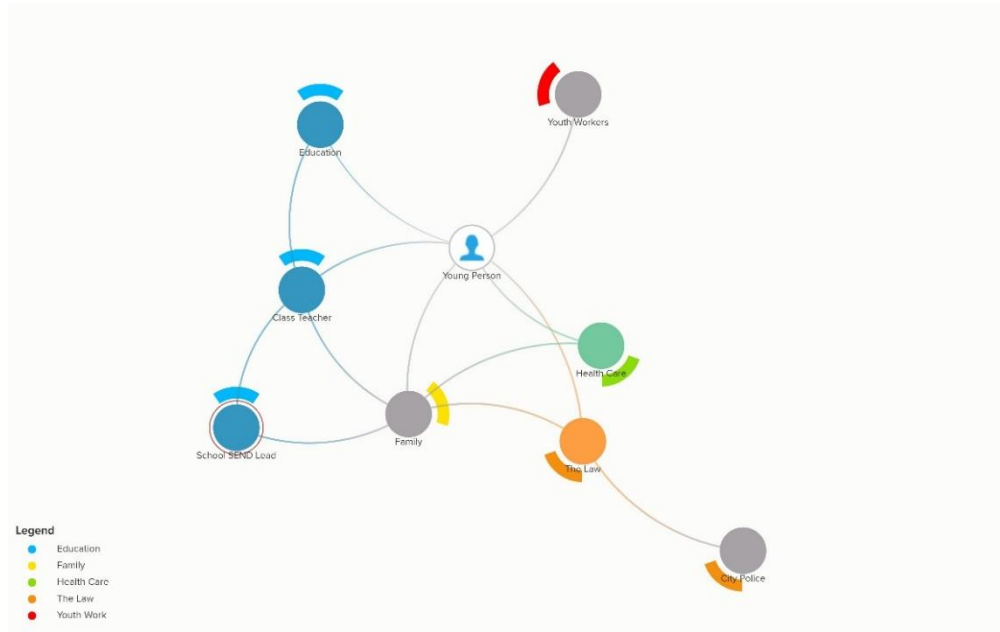 Education
Youth Workers
Young Person
Class Teacher
Health Care
Family
School SEND Lead
The Law
City Police
Legend
Education
Family
Health Care
The Law
Youth Work